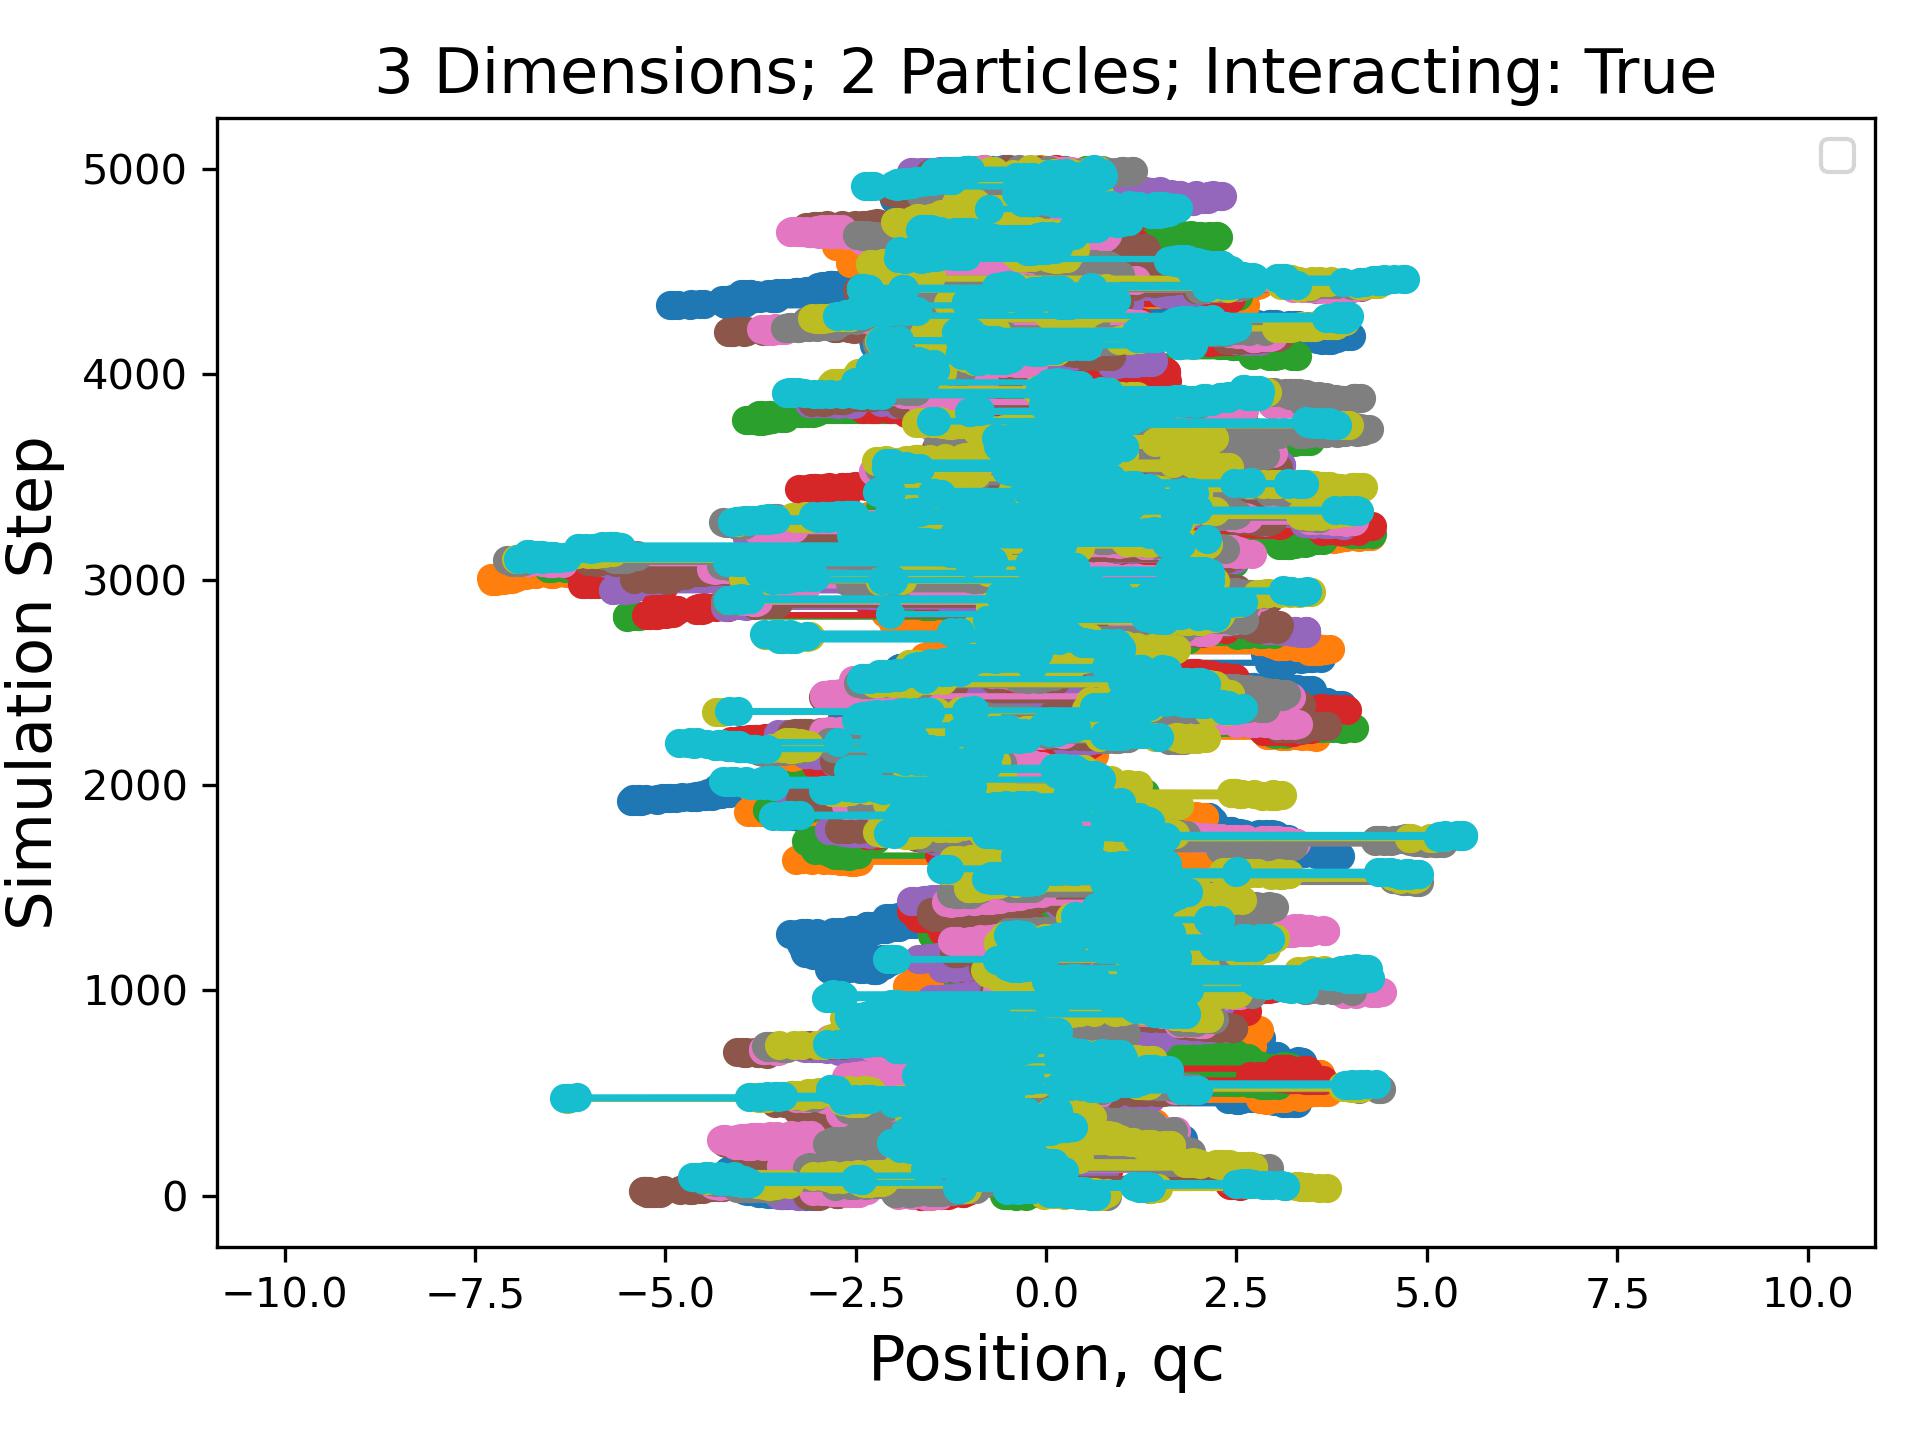 3 Dimensions; 2 Particles; Interacting: True
Simulation Step
5000
4000
3000
2000
1000
0
−10.0 −7.5 −5.0 −2.5 0.0 2.5 5.0 7.5 10.0
Position, qc